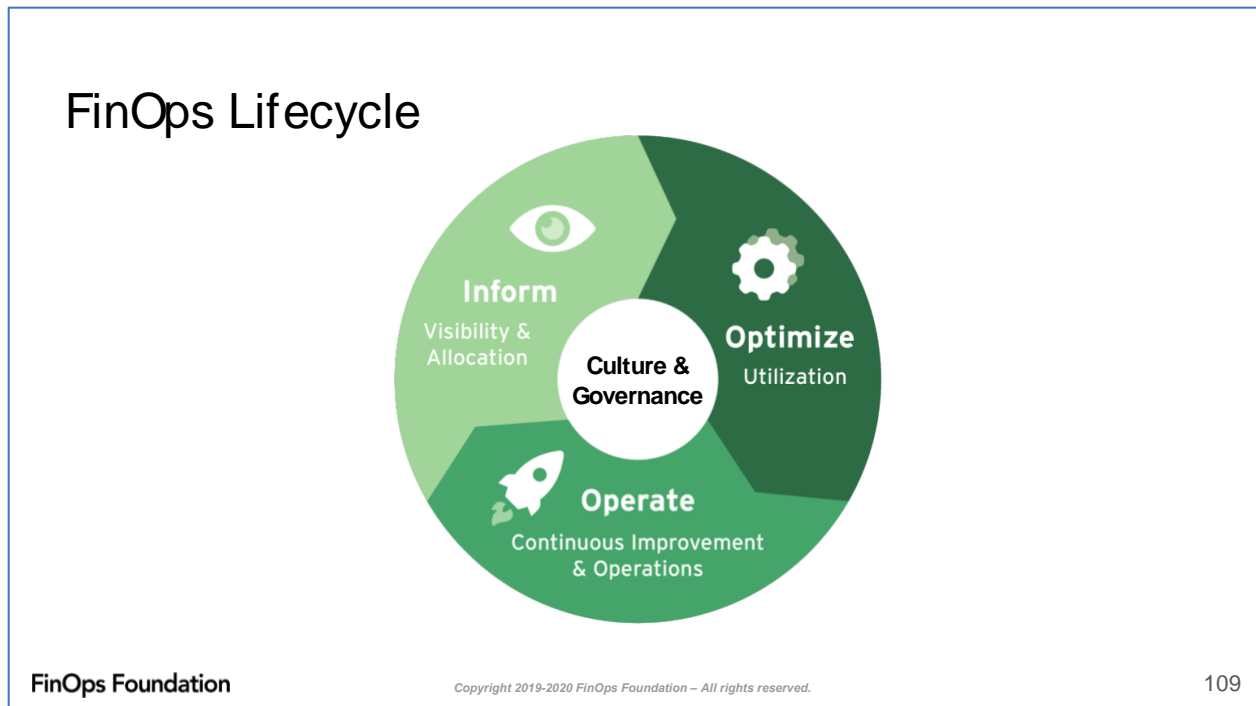 FinOps Lifecycle
Inform
Visibility &
Allocation
Optimize
Utilization
Culture &
Governance
Operate
Continuous Improvement
& Operations
FinOps Foundation
Copyright 2019-2020 FinOps Foundation – All rights reserved.
109